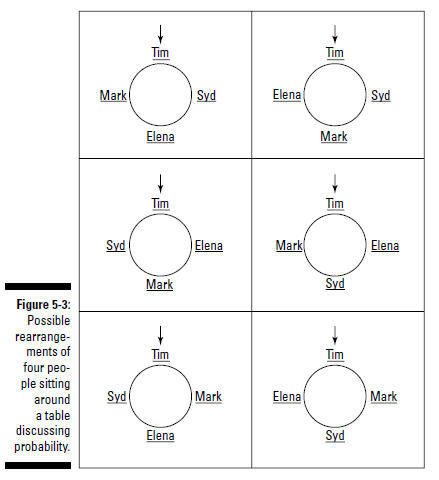 Tim
Mark Syd
Elena
Tim
Elena Syd
Mark
Tim
Syd Elena
Mark
Tim
Mark Elena
Syd
Tim
Syd Mark
Elena
Tim
Elena Mark
Syd
Figure 5-3:
Possible
rearrange-
ments of
four peo-
ple sitting
around
a table
discussing
probability.